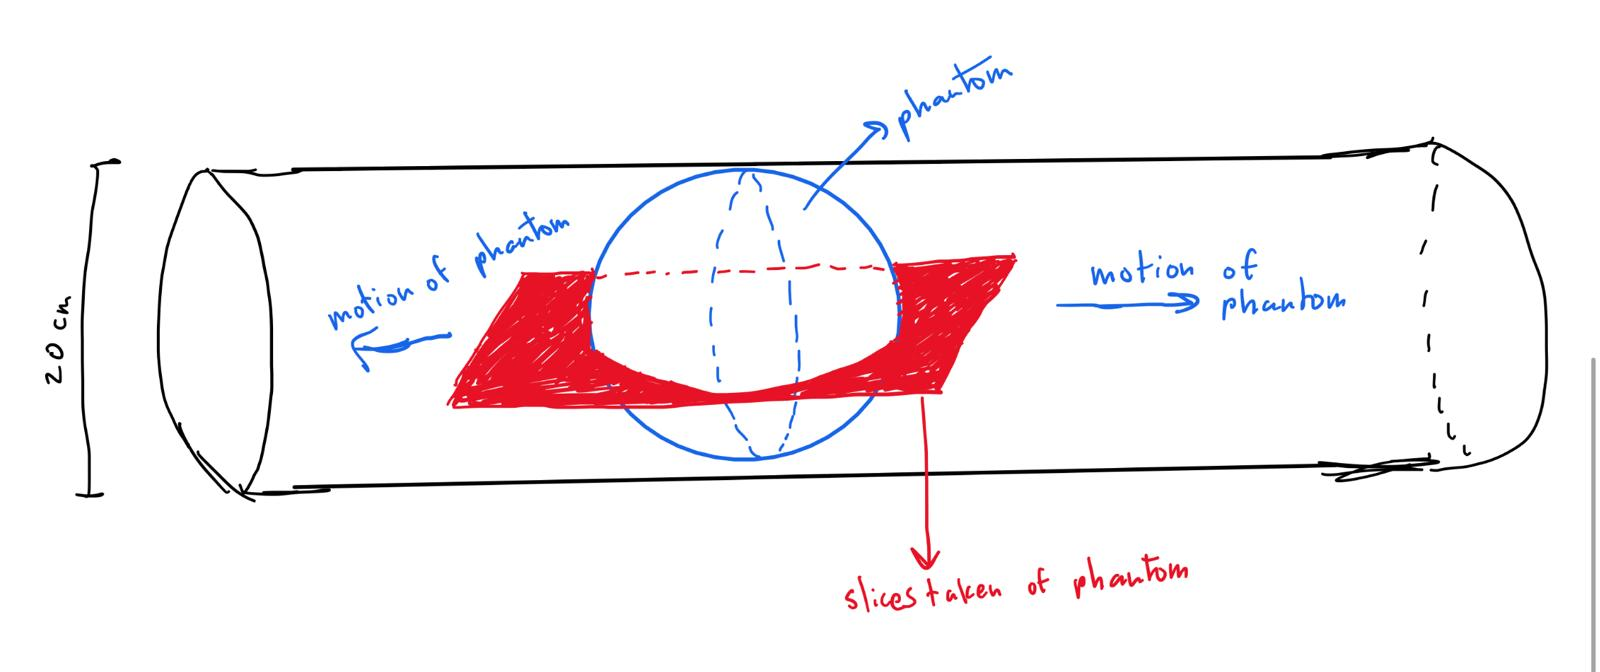 phantom
motion of phantom
motion of
phantom
20 cm
slices taken of phantom